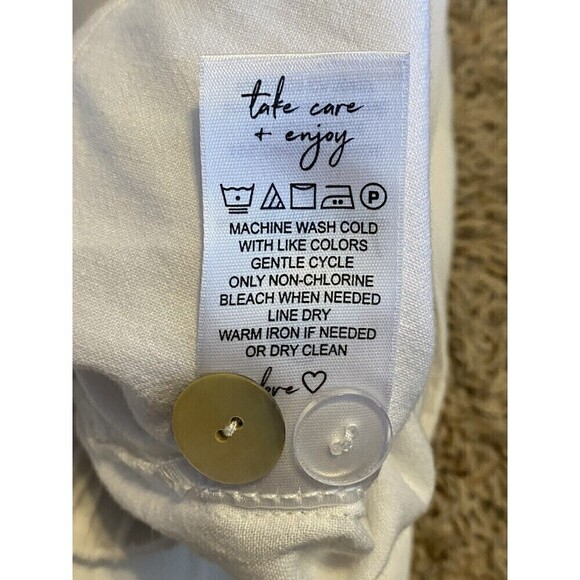 take care
+ enjoy
P
MACHINE WASH COLD
WITH LIKE COLORS
GENTLE CYCLE
ONLY NON-CHLORINE
BLEACH WHEN NEEDED
LINE DRY
WARM IRON IF NEEDED
OR DRY CLEAN